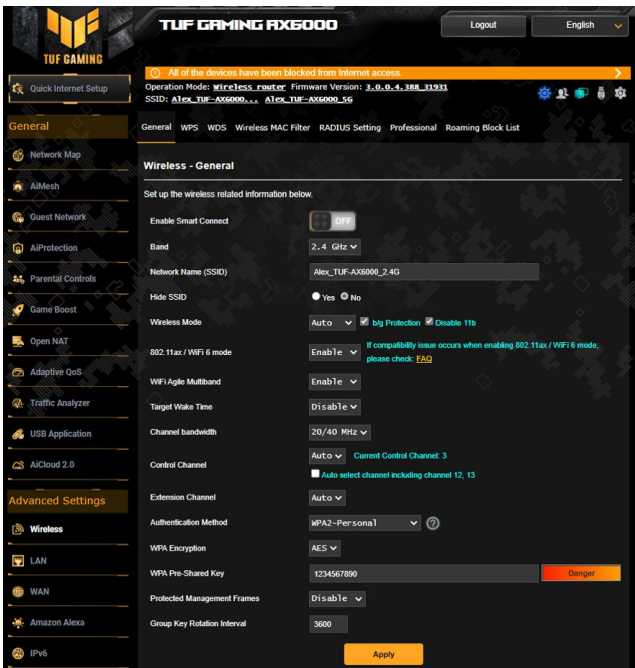 TUF GAMING AX6000
Logout
English
TUF GAMING
All of the devices have been blocked from Internet access.
Quick Internet Setup
Operation Mode: Wireless router Firmware Version: 3.0.0.4.388_31931
SSID: Alex_TUF-AX6000... Alex_TUF-AX6000_5G
General
General WPS WDS Wireless MAC Filter RADIUS Setting Professional Roaming Block List
Network Map
AiMesh
Guest Network
AiProtection
Parental Controls
Game Boost
Open NAT
Adaptive QoS
Traffic Analyzer
USB Application
AiCloud 2.0
Advanced Settings
Wireless
LAN
WAN
Amazon Alexa
IPv6
Wireless - General
Set up the wireless related information below.
Enable Smart Connect OFF
Band 2.4 GHz
Network Name (SSID) Alex_TUF-AX6000_2.4G
Hide SSID Yes No
Wireless Mode Auto b/g Protection Disable 11b
802.11ax / WiFi 6 mode Enable If compatibility issue occurs when enabling 802.11ax / WiFi 6 mode,
please check: FAQ
WiFi Agile Multiband Enable
Target Wake Time Disable
Channel bandwidth 20/40 MHz
Control Channel Auto Current Control Channel: 3
Auto select channel including channel 12, 13
Extension Channel Auto
Authentication Method WPA2-Personal ?
WPA Encryption AES
WPA Pre-Shared Key 1234567890 Danger
Protected Management Frames Disable
Group Key Rotation Interval 3600
Apply